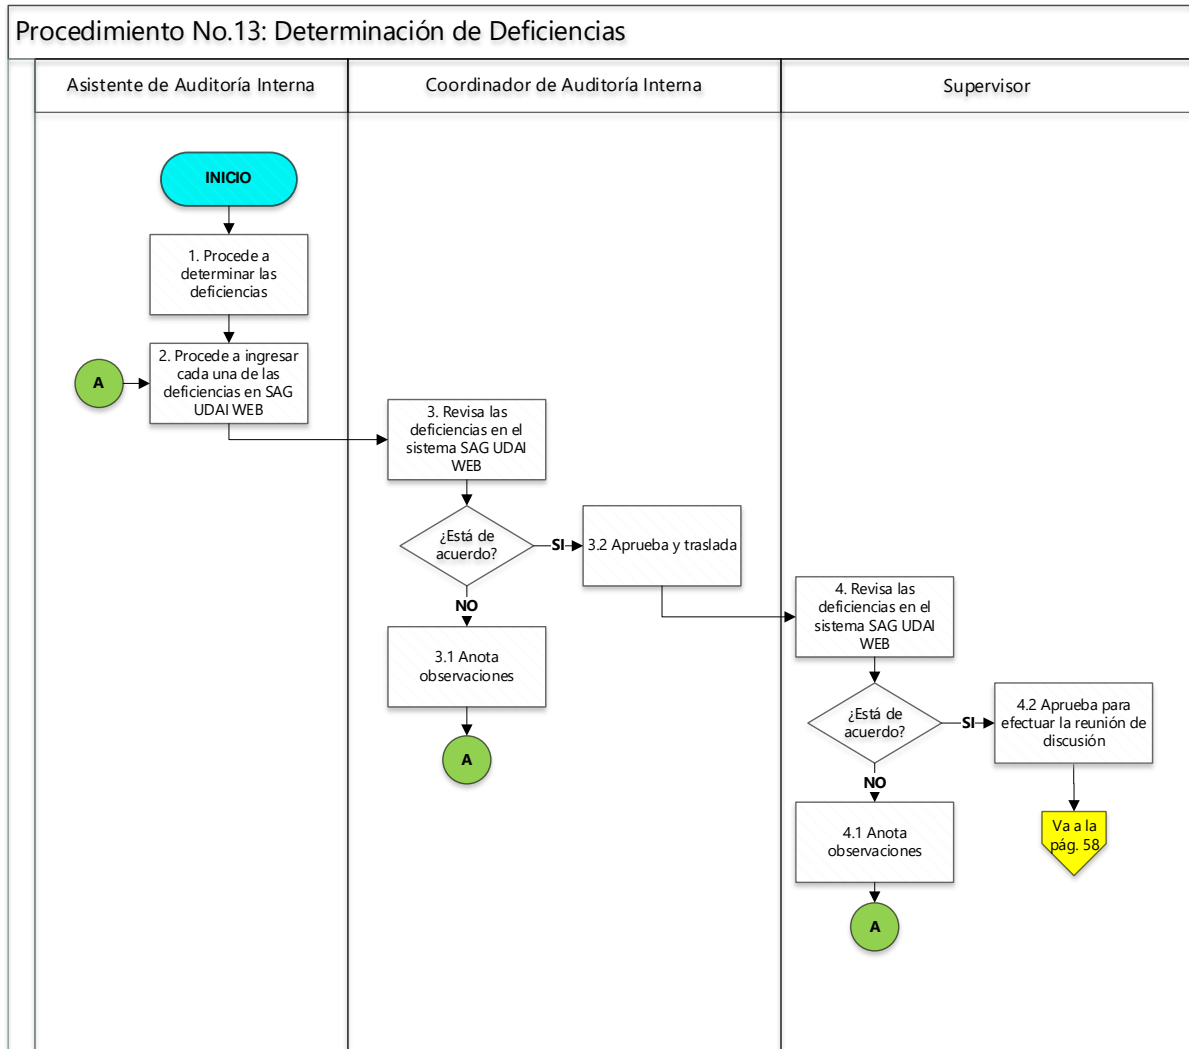 Procedimiento No.13: Determinación de Deficiencias
Asistente de Auditoría Interna
Coordinador de Auditoría Interna
Supervisor
INICIO
1. Procede a
determinar las
deficiencias
A
2. Procede a ingresar
cada una de las
deficiencias en SAG
UDAI WEB
3. Revisa las
deficiencias en el
sistema SAG UDAI
WEB
¿Está de
acuerdo?
SI
3.2 Aprueba y traslada
NO
3.1 Anota
observaciones
A
4. Revisa las
deficiencias en el
sistema SAG UDAI
WEB
¿Está de
acuerdo?
SI
4.2 Aprueba para
efectuar la reunión de
discusión
NO
4.1 Anota
observaciones
Va a la
pág. 58
A